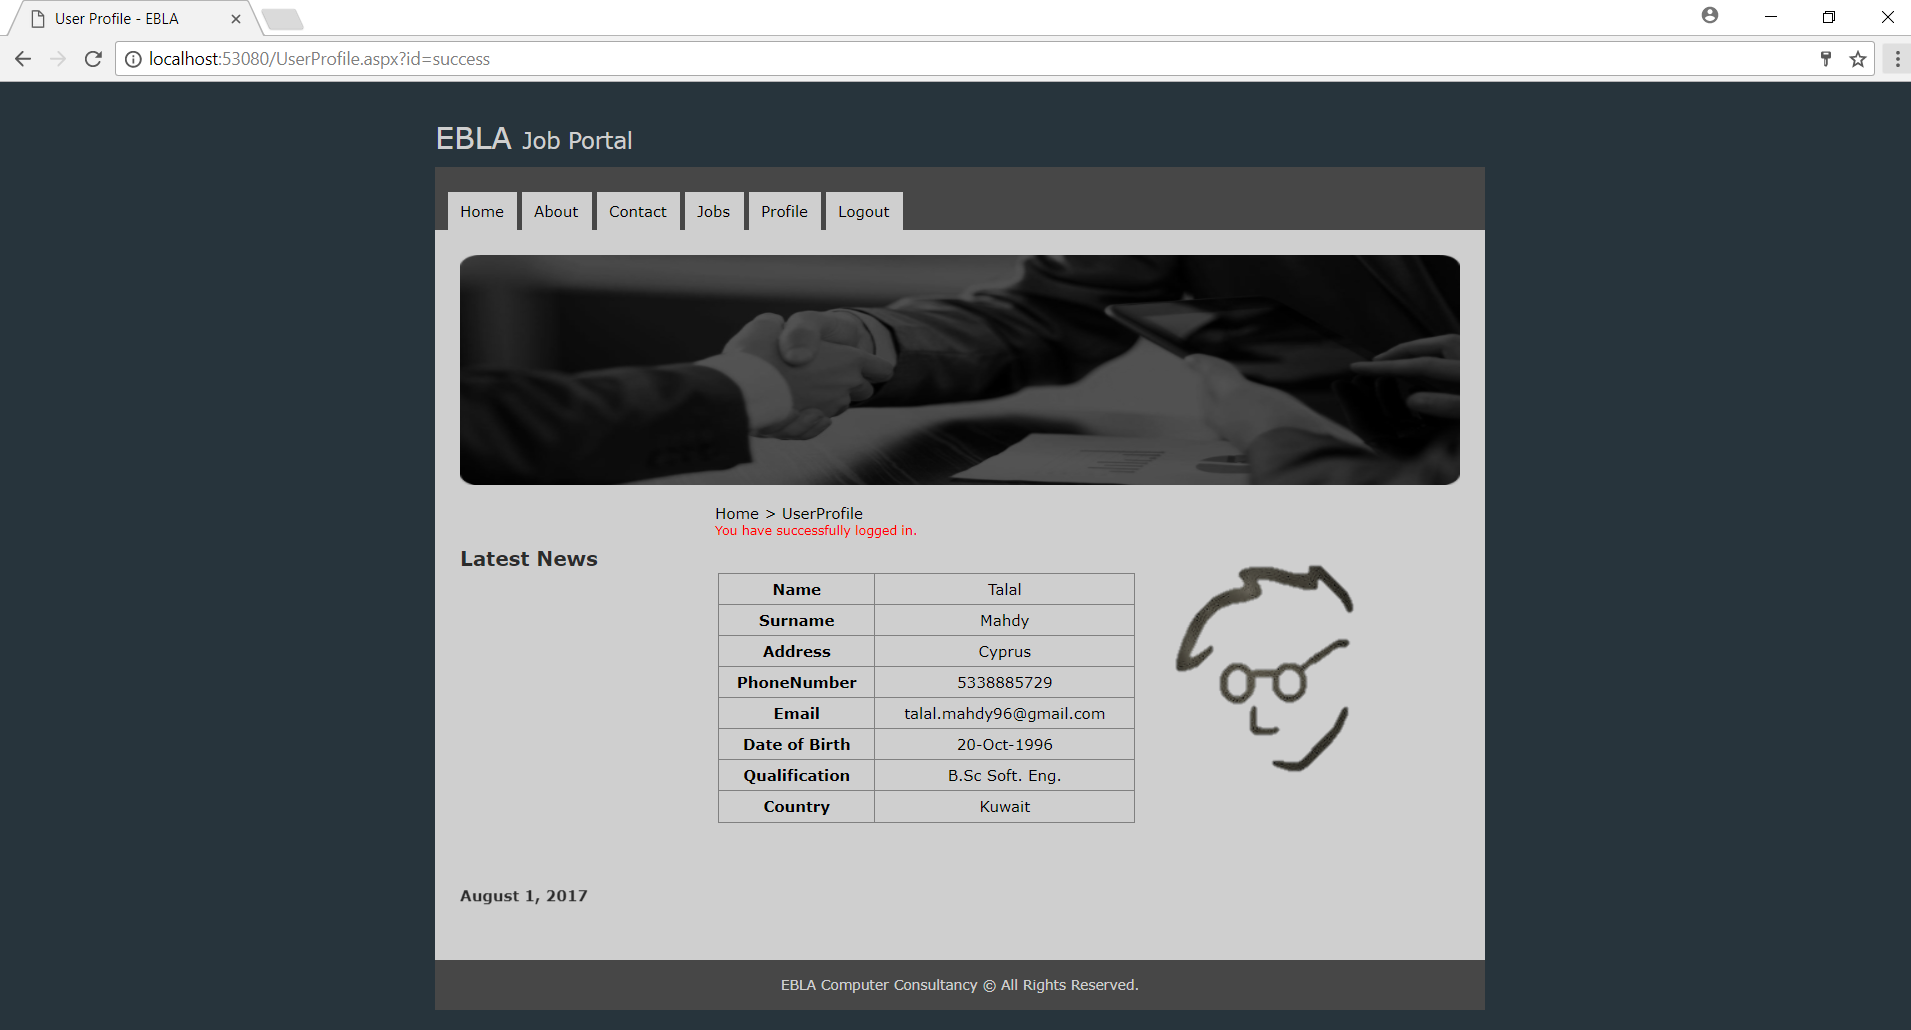 User Profile - EBLA
localhost:53080/UserProfile.aspx?id=success
EBLA Job Portal
Home About Contact Jobs Profile Logout
Home > UserProfile
You have successfully logged in.
Latest News
Name Talal
Surname Mahdy
Address Cyprus
PhoneNumber 5338885729
Email talal.mahdy96@gmail.com
Date of Birth 20-Oct-1996
Qualification B.Sc Soft. Eng.
Country Kuwait
August 1, 2017
EBLA Computer Consultancy © All Rights Reserved.